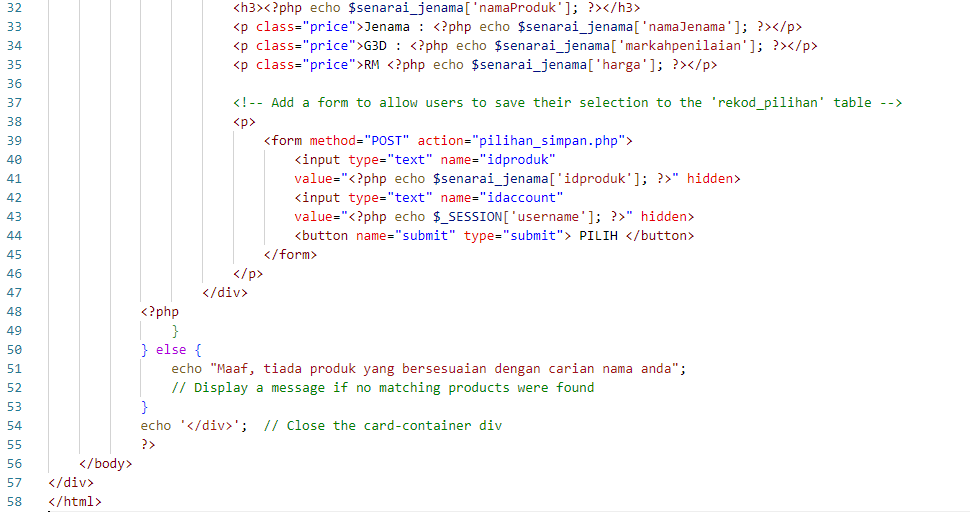 32 <h3><?php echo $senarai_jenama['namaProduk']; ?></h3>
33 <p class="price">Jenama : <?php echo $senarai_jenama['namaJenama']; ?></p>
34 <p class="price">G3D : <?php echo $senarai_jenama['markahpenilaian']; ?></p>
35 <p class="price">RM <?php echo $senarai_jenama['harga']; ?></p>
36
37 <!-- Add a form to allow users to save their selection to the 'rekod_pilihan' table -->
38 <p>
39 <form method="POST" action="pilihan_simpan.php">
40 <input type="text" name="idproduk"
41 value="<?php echo $senarai_jenama['idproduk']; ?>" hidden>
42 <input type="text" name="idaccount"
43 value="<?php echo $_SESSION['username']; ?>" hidden>
44 <button name="submit" type="submit"> PILIH </button>
45 </form>
46 </p>
47 </div>
48 <?php
49 }
50 } else {
51 echo "Maaf, tiada produk yang bersesuaian dengan carian nama anda";
52 // Display a message if no matching products were found
53 }
54 echo '</div>'; // Close the card-container div
55 ?>
56 </body>
57 </div>
58 </html>